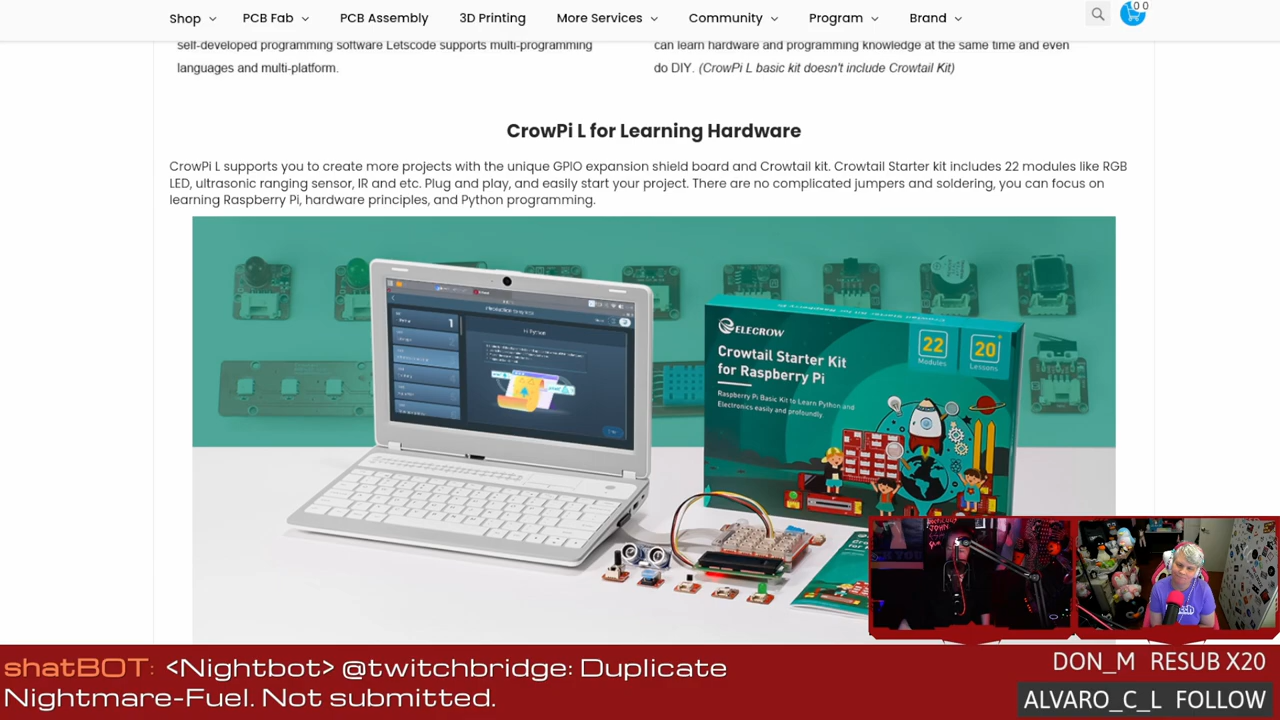 Shop
PCB Fab
PCB Assembly
3D Printing
More Services
Community
Program
Brand
0 0
self-developed programming software Letscode supports multi-programming
languages and multi-platform.
can learn hardware and programming knowledge at the same time and even
do DIY. (CrowPi L basic kit doesn't include Crowtail Kit)
CrowPi L for Learning Hardware
CrowPi L supports you to create more projects with the unique GPIO expansion shield board and Crowtail kit. Crowtail Starter kit includes 22 modules like RGB
LED, ultrasonic ranging sensor, IR and etc. Plug and play, and easily start your project. There are no complicated jumpers and soldering, you can focus on
learning Raspberry Pi, hardware principles, and Python programming.
ELECROW
Crowtail Starter Kit
for Raspberry Pi
Raspberry Pi Basic Kit to Learn Python and
Electronics easily and profoundly.
22
Modules
20+
Lessons
shatBOT: <Nightbot> @twitchbridge: Duplicate
Nightmare-Fuel. Not submitted.
DON_M RESUB X20
ALVARO_C_L FOLLOW